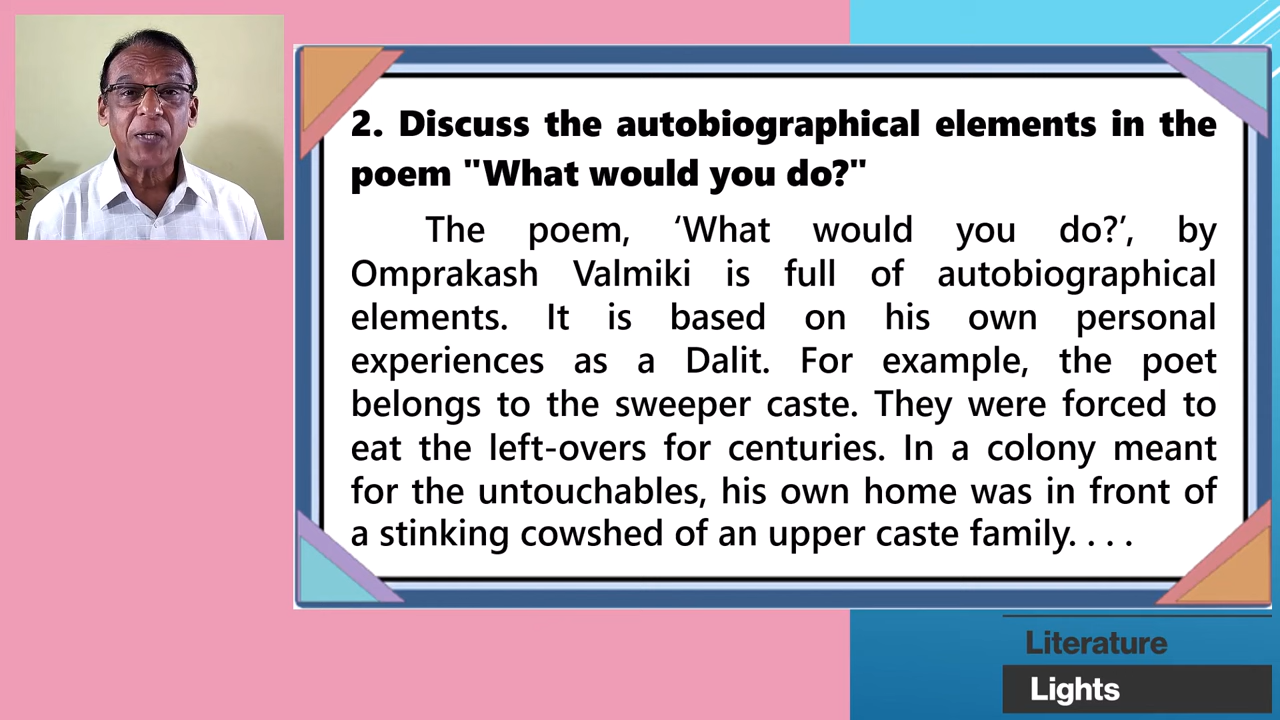 2. Discuss the autobiographical elements in the
poem "What would you do?"
The poem, ‘What would you do?’, by
Omprakash Valmiki is full of autobiographical
elements. It is based on his own personal
experiences as a Dalit. For example, the poet
belongs to the sweeper caste. They were forced to
eat the left-overs for centuries. In a colony meant
for the untouchables, his own home was in front of
a stinking cowshed of an upper caste family. . . .
Literature
Lights